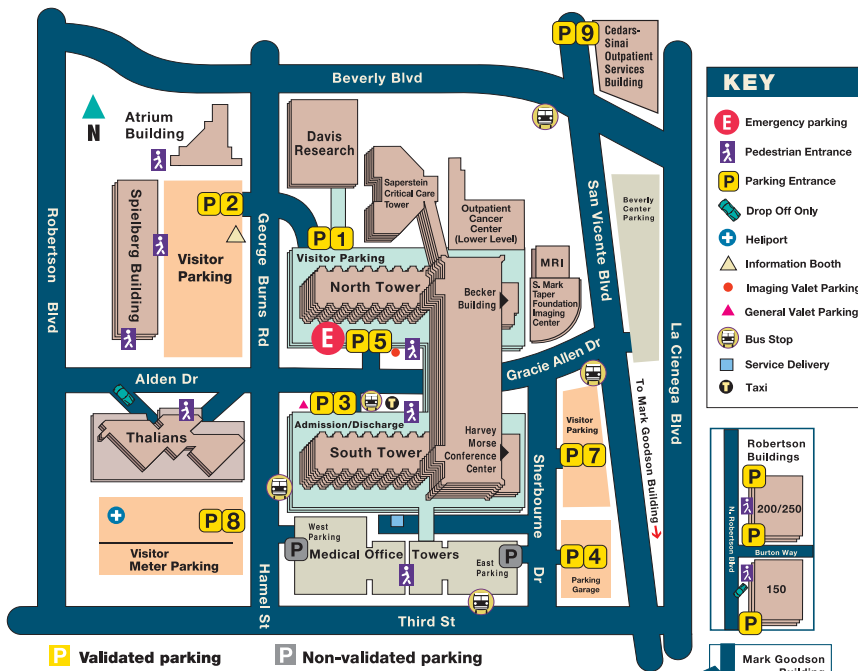 P 9
Cedars-
Sinai
Outpatient
Services
Building
Beverly Blvd
N
Atrium
Building
Davis
Research
Saperstein
Critical Care
Tower
Outpatient
Cancer
Center
(Lower Level)
Beverly
Center
Parking
KEY
E Emergency parking
Pedestrian Entrance
P Parking Entrance
Drop Off Only
Heliport
Information Booth
Imaging Valet Parking
General Valet Parking
Bus Stop
Service Delivery
T Taxi
Robertson Blvd
Spielberg Building
P 2
Visitor
Parking
George Burns Rd
P 1
Visitor Parking
North Tower
Becker
Building
MRI
S. Mark
Taper
Foundation
Imaging
Center
San Vicente Blvd
La Cienega Blvd
E
P 5
Alden Dr
Gracie Allen Dr
To Mark Goodson Building
P 3
T
Admission/Discharge
South Tower
Harvey
Morse
Conference
Center
Thalians
Visitor
Parking
P 7
Sherbourne Dr
P 8
Visitor
Meter Parking
Hamel St
West
Parking
P
Medical Office Towers
East
Parking
P
P 4
Parking
Garage
Third St
Robertson
Buildings
P
200/250
P
N. Robertson Blvd
Burton Way
150
P
Mark Goodson
Building
P Validated parking
P Non-validated parking